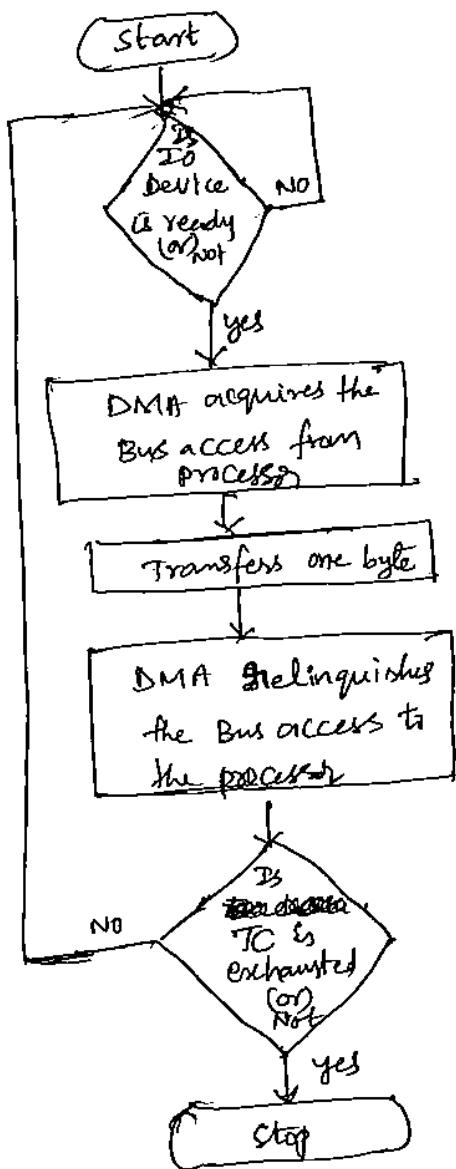 Start
Is
IO
Device
is ready
(or) Not
NO
yes
DMA acquires the
Bus access from
processor
Transfers one byte
DMA relinquishes
the Bus access to
the processor
Is
TC is
exhausted
(or)
Not
NO
yes
Stop